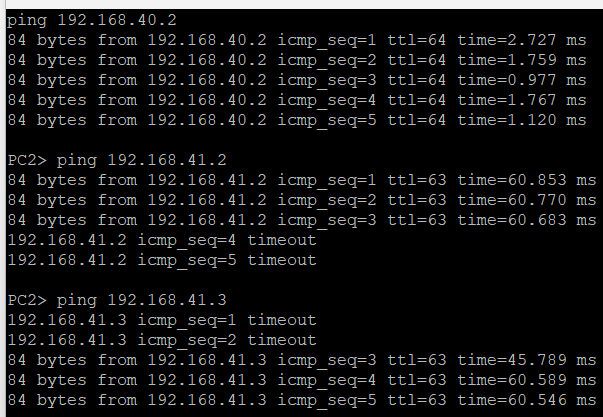 ping 192.168.40.2
84 bytes from 192.168.40.2 icmp_seq=1 ttl=64 time=2.727 ms
84 bytes from 192.168.40.2 icmp_seq=2 ttl=64 time=1.759 ms
84 bytes from 192.168.40.2 icmp_seq=3 ttl=64 time=0.977 ms
84 bytes from 192.168.40.2 icmp_seq=4 ttl=64 time=1.767 ms
84 bytes from 192.168.40.2 icmp_seq=5 ttl=64 time=1.120 ms
PC2> ping 192.168.41.2
84 bytes from 192.168.41.2 icmp_seq=1 ttl=63 time=60.853 ms
84 bytes from 192.168.41.2 icmp_seq=2 ttl=63 time=60.770 ms
84 bytes from 192.168.41.2 icmp_seq=3 ttl=63 time=60.683 ms
192.168.41.2 icmp_seq=4 timeout
192.168.41.2 icmp_seq=5 timeout
PC2> ping 192.168.41.3
192.168.41.3 icmp_seq=1 timeout
192.168.41.3 icmp_seq=2 timeout
84 bytes from 192.168.41.3 icmp_seq=3 ttl=63 time=45.789 ms
84 bytes from 192.168.41.3 icmp_seq=4 ttl=63 time=60.589 ms
84 bytes from 192.168.41.3 icmp_seq=5 ttl=63 time=60.546 ms